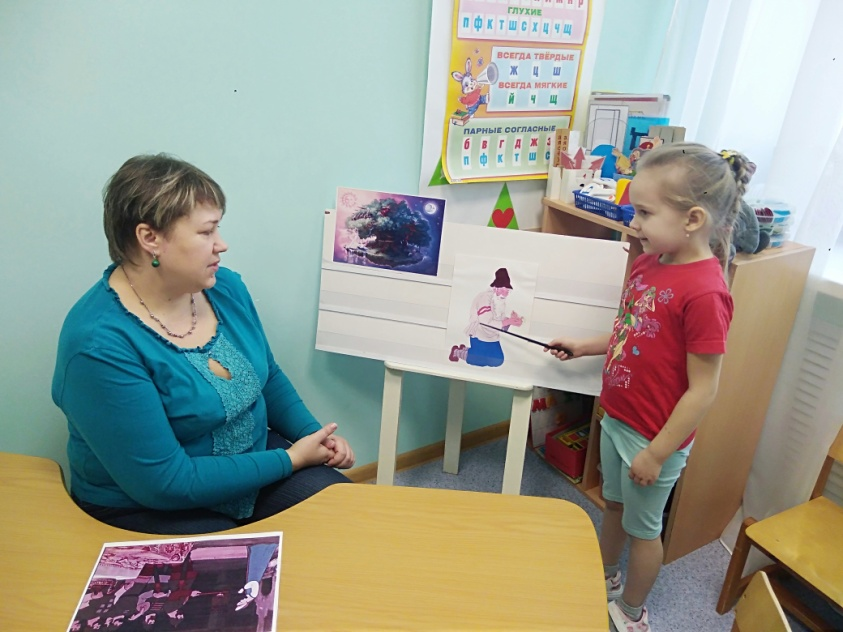 ГЛУХИЕ
п ф к т ш с х ц ч щ
ВСЕГДА ТВЁРДЫЕ
ж ц ш
ВСЕГДА МЯГКИЕ
й ч щ
ПАРНЫЕ СОГЛАСНЫЕ
б в г д ж з
п ф к т ш с